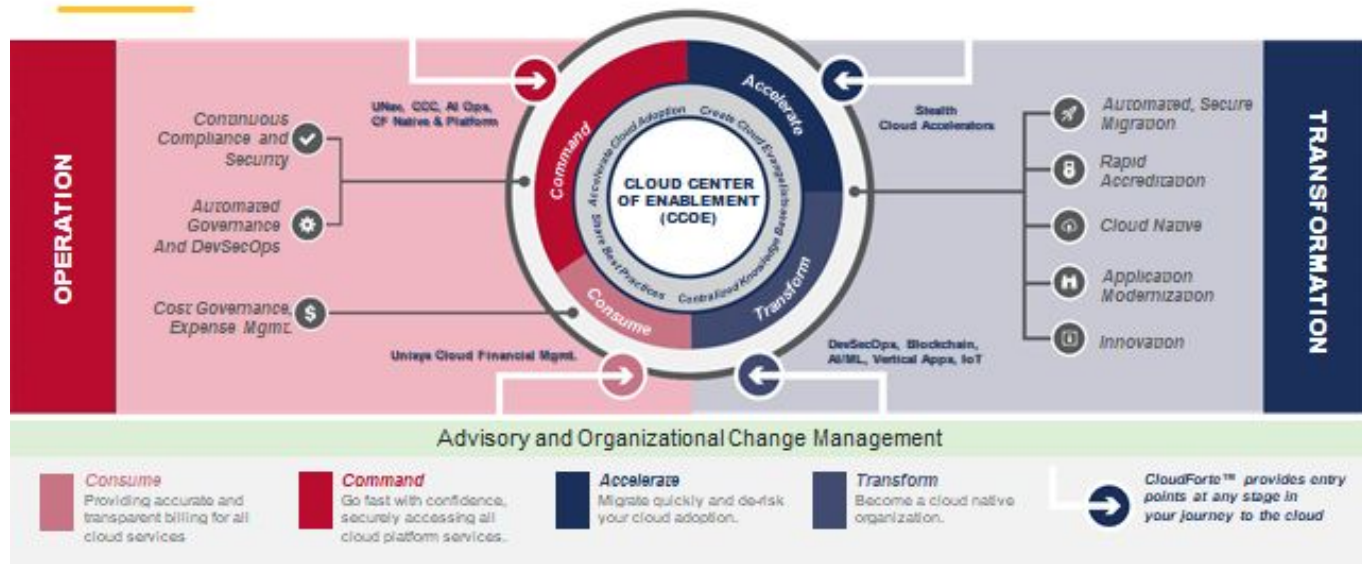 OPERATION
Continuous
Compliance and
Security
Automated
Governance
And DevSecOps
Cost Governance,
Expense Mgmt.
UNav, CCC, AI Ops,
CF Native & Platform
Unisys Cloud Financial Mgmt.
Command
Accelerate
Consume
Transform
Accelerate Cloud Adoption
Create Cloud Evangelists
Share Best Practices
Centralized Knowledge Base
CLOUD CENTER
OF ENABLEMENT
(CCOE)
Stealth
Cloud Accelerators
DevSecOps, Blockchain,
AI/ML, Vertical Apps, IoT
Automated, Secure
Migration
Rapid
Accreditation
Cloud Native
Application
Modernization
Innovation
TRANSFORMATION
Advisory and Organizational Change Management
Consume
Providing accurate and
transparent billing for all
cloud services
Command
Go fast with confidence,
securely accessing all
cloud platform services.
Accelerate
Migrate quickly and de-risk
your cloud adoption.
Transform
Become a cloud native
organization.
CloudForte™ provides entry
points at any stage in
your journey to the cloud